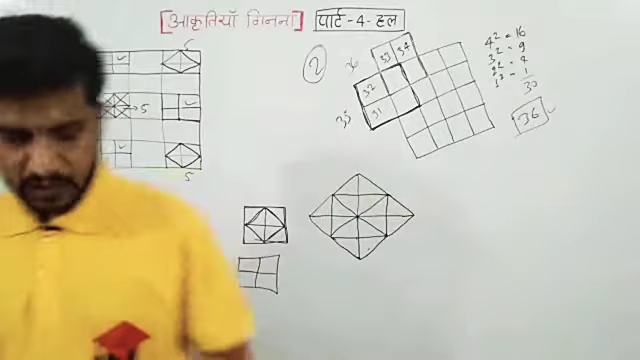 [आकृतियाँ गिनना] पार्ट-4-हल
5
2
36
33 34
32
31
35
4² = 16
3² = 9
2² = 4
1² = 1
30
36
5
5